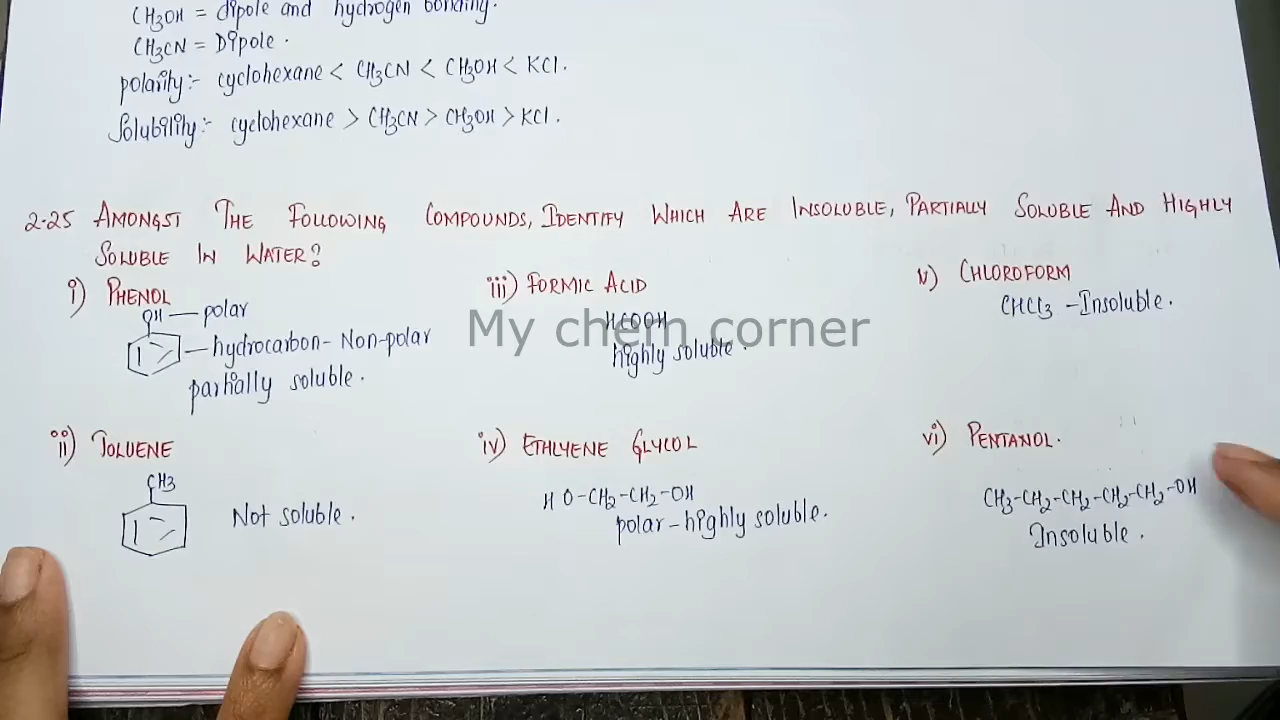 CH3OH = dipole and hydrogen bonding.
CH3CN = Dipole.
polarity:- cyclohexane < CH3CN < CH3OH < KCl.
Solubility:- cyclohexane > CH3CN > CH3OH > KCl.
2.25 AMONGST THE FOLLOWING COMPOUNDS, IDENTIFY WHICH ARE INSOLUBLE, PARTIALLY SOLUBLE AND HIGHLY
SOLUBLE IN WATER?
i) PHENOL
OH — polar
— hydrocarbon - Non-polar
partially soluble.
ii) TOLUENE
CH3
Not soluble.
iii) FORMIC ACID
HCOOH
highly soluble.
iv) ETHLYENE GLYCOL
HO-CH2-CH2-OH
polar - highly soluble.
v) CHLOROFORM
CHCl3 - Insoluble.
vi) PENTANOL.
CH3-CH2-CH2-CH2-CH2-OH
Insoluble.
My chem corner